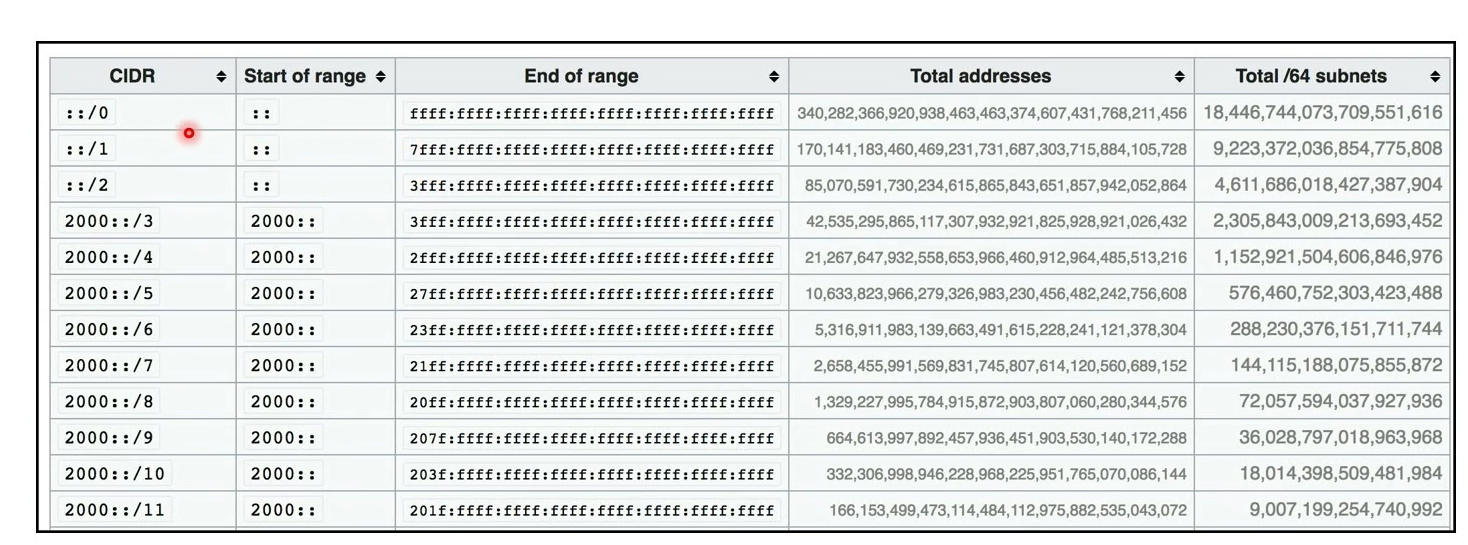 CIDR Start of range End of range Total addresses Total /64 subnets
::/0 :: ffff:ffff:ffff:ffff:ffff:ffff:ffff:ffff 340,282,366,920,938,463,463,374,607,431,768,211,456 18,446,744,073,709,551,616
::/1 :: 7fff:ffff:ffff:ffff:ffff:ffff:ffff:ffff 170,141,183,460,469,231,731,687,303,715,884,105,728 9,223,372,036,854,775,808
::/2 :: 3fff:ffff:ffff:ffff:ffff:ffff:ffff:ffff 85,070,591,730,234,615,865,843,651,857,942,052,864 4,611,686,018,427,387,904
2000::/3 2000:: 3fff:ffff:ffff:ffff:ffff:ffff:ffff:ffff 42,535,295,865,117,307,932,921,825,928,921,026,432 2,305,843,009,213,693,452
2000::/4 2000:: 2fff:ffff:ffff:ffff:ffff:ffff:ffff:ffff 21,267,647,932,558,653,966,460,912,964,485,513,216 1,152,921,504,606,846,976
2000::/5 2000:: 27ff:ffff:ffff:ffff:ffff:ffff:ffff:ffff 10,633,823,966,279,326,983,230,456,482,242,756,608 576,460,752,303,423,488
2000::/6 2000:: 23ff:ffff:ffff:ffff:ffff:ffff:ffff:ffff 5,316,911,983,139,663,491,615,228,241,121,378,304 288,230,376,151,711,744
2000::/7 2000:: 21ff:ffff:ffff:ffff:ffff:ffff:ffff:ffff 2,658,455,991,569,831,745,807,614,120,560,689,152 144,115,188,075,855,872
2000::/8 2000:: 20ff:ffff:ffff:ffff:ffff:ffff:ffff:ffff 1,329,227,995,784,915,872,903,807,060,280,344,576 72,057,594,037,927,936
2000::/9 2000:: 207f:ffff:ffff:ffff:ffff:ffff:ffff:ffff 664,613,997,892,457,936,451,903,530,140,172,288 36,028,797,018,963,968
2000::/10 2000:: 203f:ffff:ffff:ffff:ffff:ffff:ffff:ffff 332,306,998,946,228,968,225,951,765,070,086,144 18,014,398,509,481,984
2000::/11 2000:: 201f:ffff:ffff:ffff:ffff:ffff:ffff:ffff 166,153,499,473,114,484,112,975,882,535,043,072 9,007,199,254,740,992